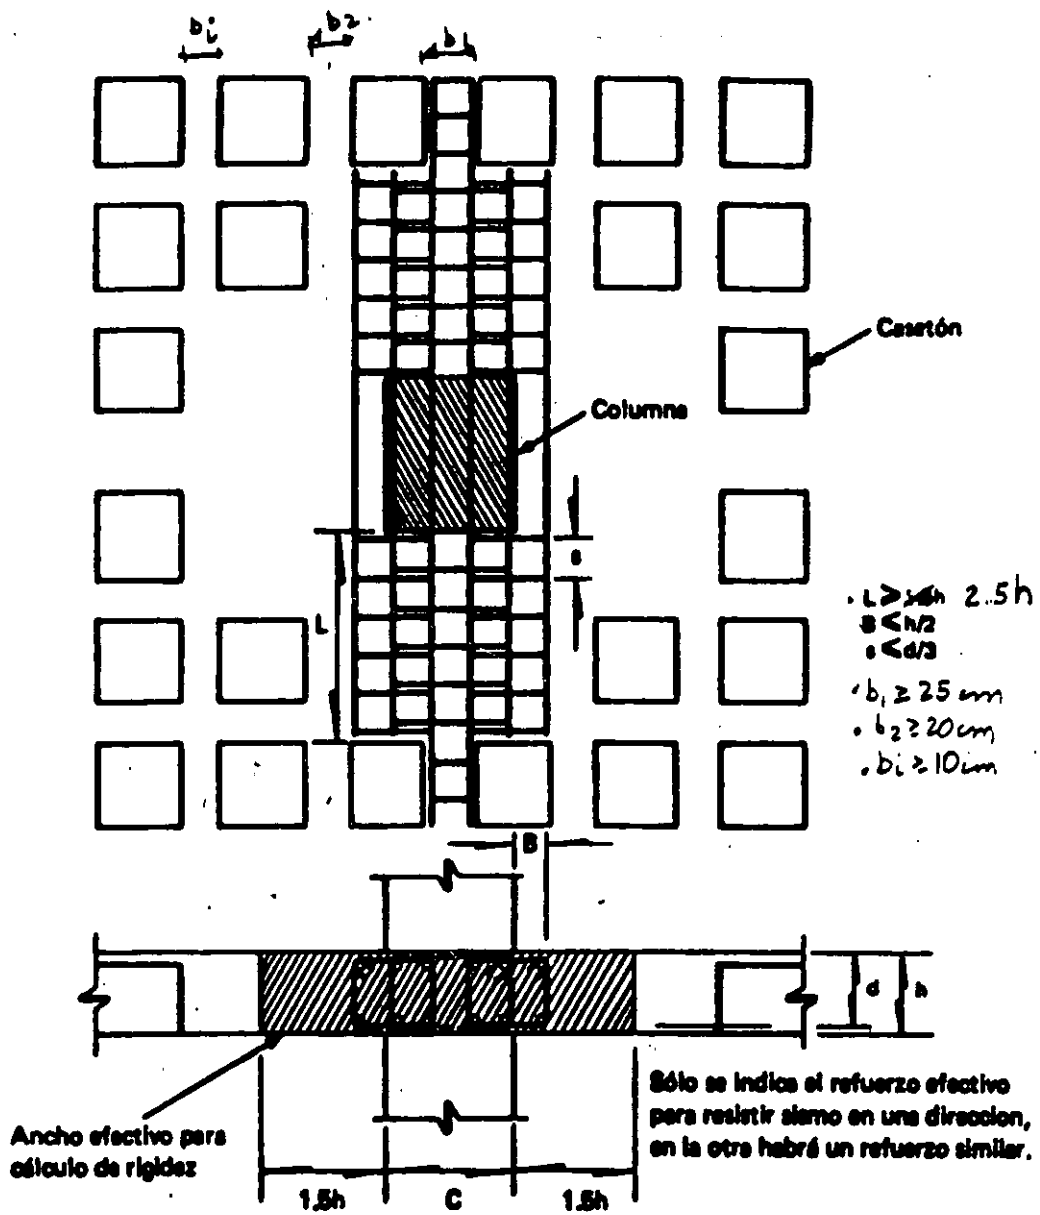 bi
b2
b1
Casetón
Columna
s
L
. L ≥ 2.5h
B ≤ h/2
s ≤ d/3
· b1 ≥ 25 cm
· b2 ≥ 20 cm
· bi ≥ 10 cm
B
d
h
Ancho efectivo para
cálculo de rigidez
Sólo se indica el refuerzo efectivo
para resistir sismo en una direccion,
en la otra habrá un refuerzo similar.
1.5h
C
1.5h